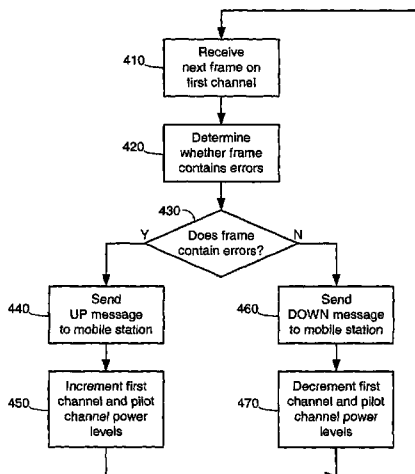 410
Receive
next frame on
first channel
420
Determine
whether frame
contains errors
430
Y
Does frame
contain errors?
N
440
Send
UP message
to mobile station
460
Send
DOWN message
to mobile station
450
Increment first
channel and pilot
channel power
levels
470
Decrement first
channel and pilot
channel power
levels